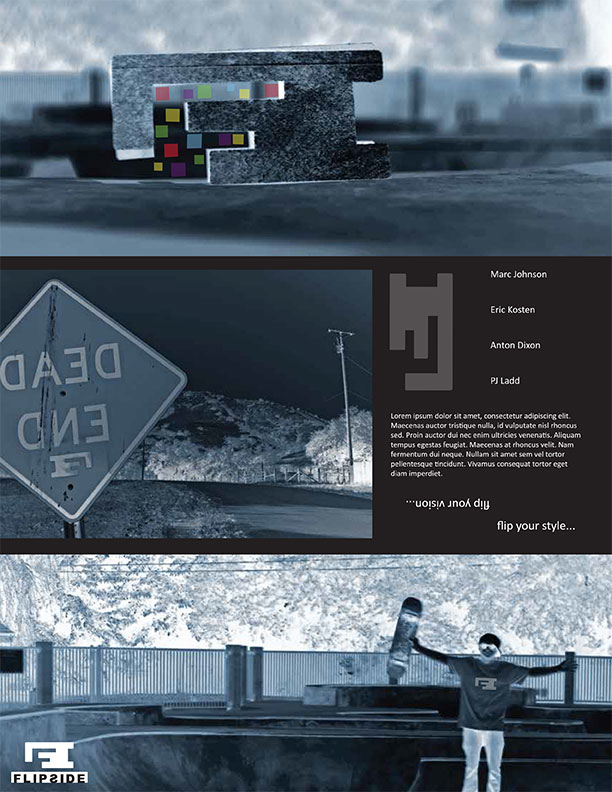 DEAD
END
Marc Johnson
Eric Kosten
Anton Dixon
PJ Ladd
Lorem ipsum dolor sit amet, consectetur adipiscing elit.
Maecenas auctor tristique nulla, id vulputate nisl rhoncus
sed. Proin auctor dui nec enim ultricies venenatis. Aliquam
tempus egestas feugiat. Maecenas at rhoncus velit. Nam
fermentum dui neque. Nullam sit amet sem vel tortor
pellentesque tincidunt. Vivamus consequat tortor eget
diam imperdiet.
flip your vision...
flip your style...
FLIPSIDE